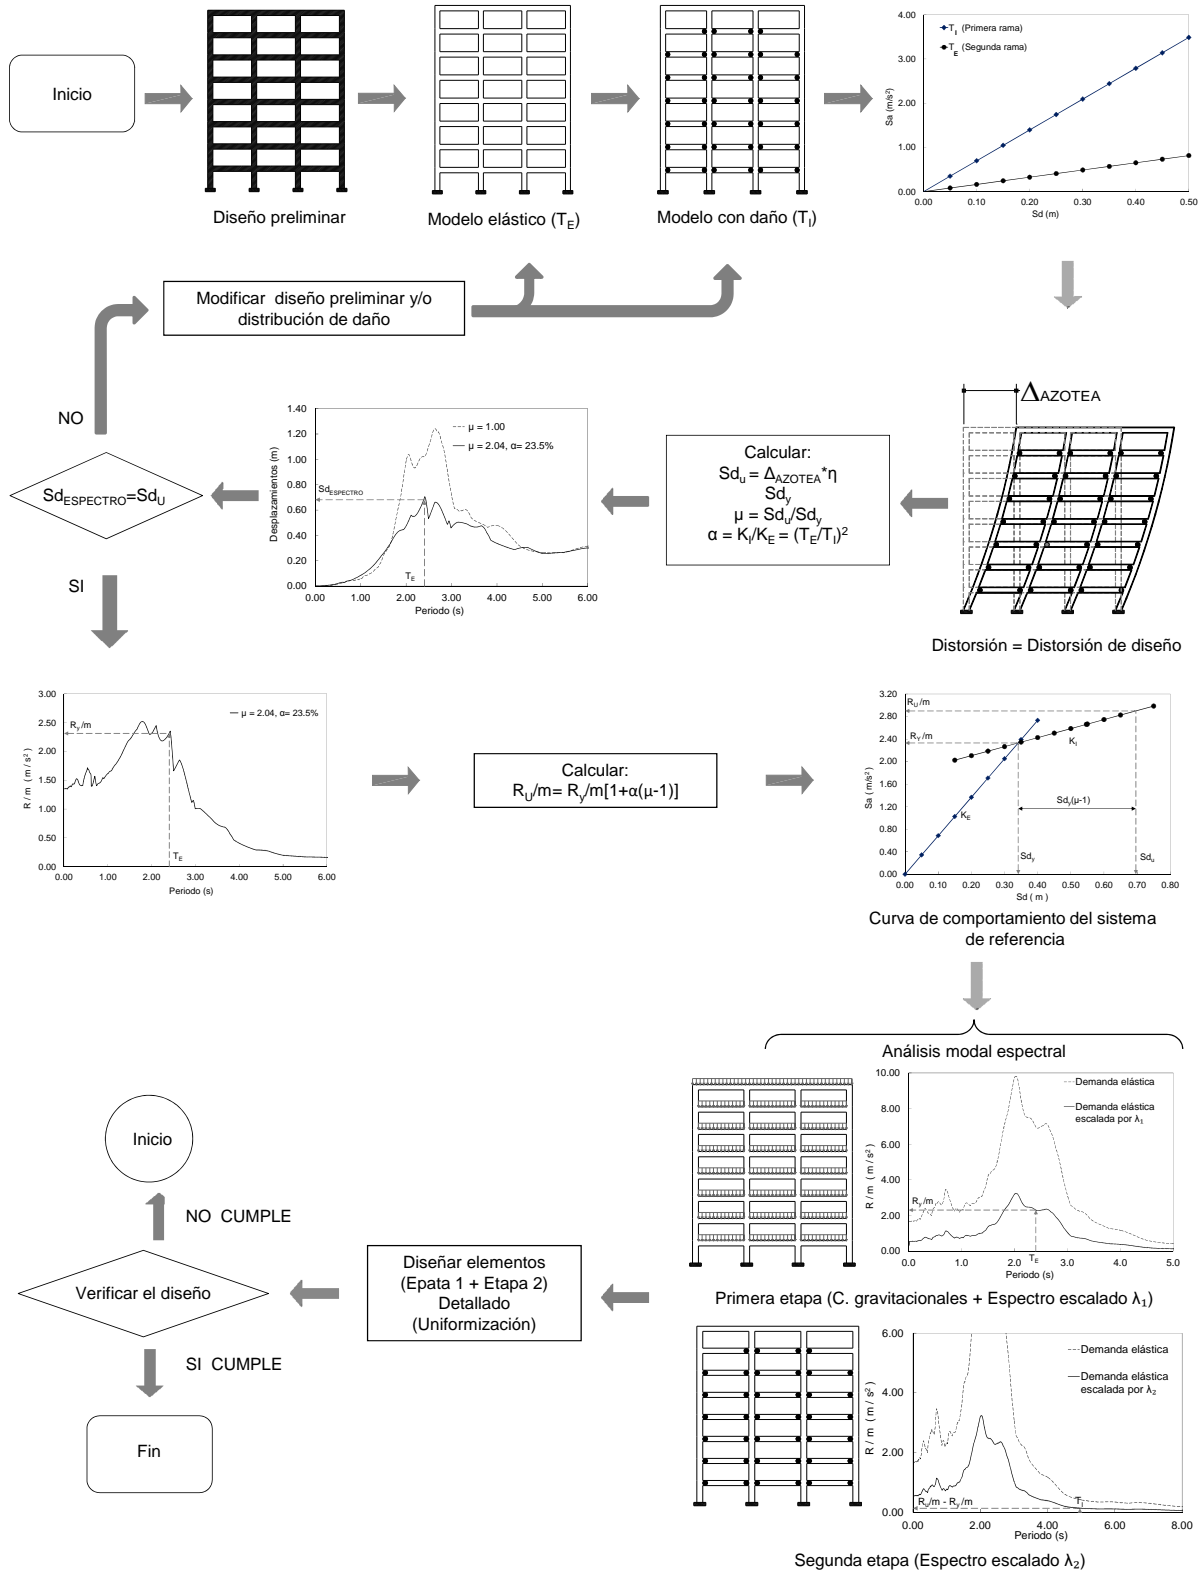 Inicio
Diseño preliminar
Modelo elástico (T_E)
Modelo con daño (T_I)
4.00
3.00
2.00
1.00
0.00
Sa (m/s²)
T_I (Primera rama)
T_E (Segunda rama)
0.00 0.10 0.20 0.30 0.40 0.50
Sd (m)
Modificar diseño preliminar y/o
distribución de daño
NO
Sd_ESPECTRO=Sd_U
SI
1.40
1.20
1.00
0.80
0.60
0.40
0.20
0.00
Desplazamientos (m)
μ = 1.00
μ = 2.04, α= 23.5%
Sd_ESPECTRO
T_E
0.00 1.00 2.00 3.00 4.00 5.00 6.00
Periodo (s)
Calcular:
Sd_u = Δ_AZOTEA*η
Sd_y
μ = Sd_u/Sd_y
α = K_I/K_E = (T_E/T_I)²
Δ_AZOTEA
Distorsión = Distorsión de diseño
3.00
2.50
2.00
1.50
1.00
0.50
0.00
R / m ( m / s²)
μ = 2.04, α= 23.5%
R_y/m
T_E
0.00 1.00 2.00 3.00 4.00 5.00 6.00
Periodo (s)
Calcular:
R_U/m= R_y/m[1+α(μ-1)]
3.20
2.80
2.40
2.00
1.60
1.20
0.80
0.40
0.00
Sa ( m/s²)
R_U/m
R_Y/m
K_I
K_E
Sd_y(μ-1)
Sd_y
Sd_u
0.00 0.10 0.20 0.30 0.40 0.50 0.60 0.70 0.80
Sd ( m )
Curva de comportamiento del sistema
de referencia
Análisis modal espectral
10.00
8.00
6.00
4.00
2.00
0.00
R / m ( m / s²)
Demanda elástica
Demanda elástica
escalada por λ₁
R_y/m
T_E
0.0 1.0 2.0 3.0 4.0 5.0
Periodo (s)
Primera etapa (C. gravitacionales + Espectro escalado λ₁)
Inicio
NO CUMPLE
Verificar el diseño
SI CUMPLE
Fin
Diseñar elementos
(Epata 1 + Etapa 2)
Detallado
(Uniformización)
6.00
4.00
2.00
0.00
R / m ( m / s²)
Demanda elástica
Demanda elástica
escalada por λ₂
R_u/m - R_y/m
T_I
0.00 2.00 4.00 6.00 8.00
Periodo (s)
Segunda etapa (Espectro escalado λ₂)